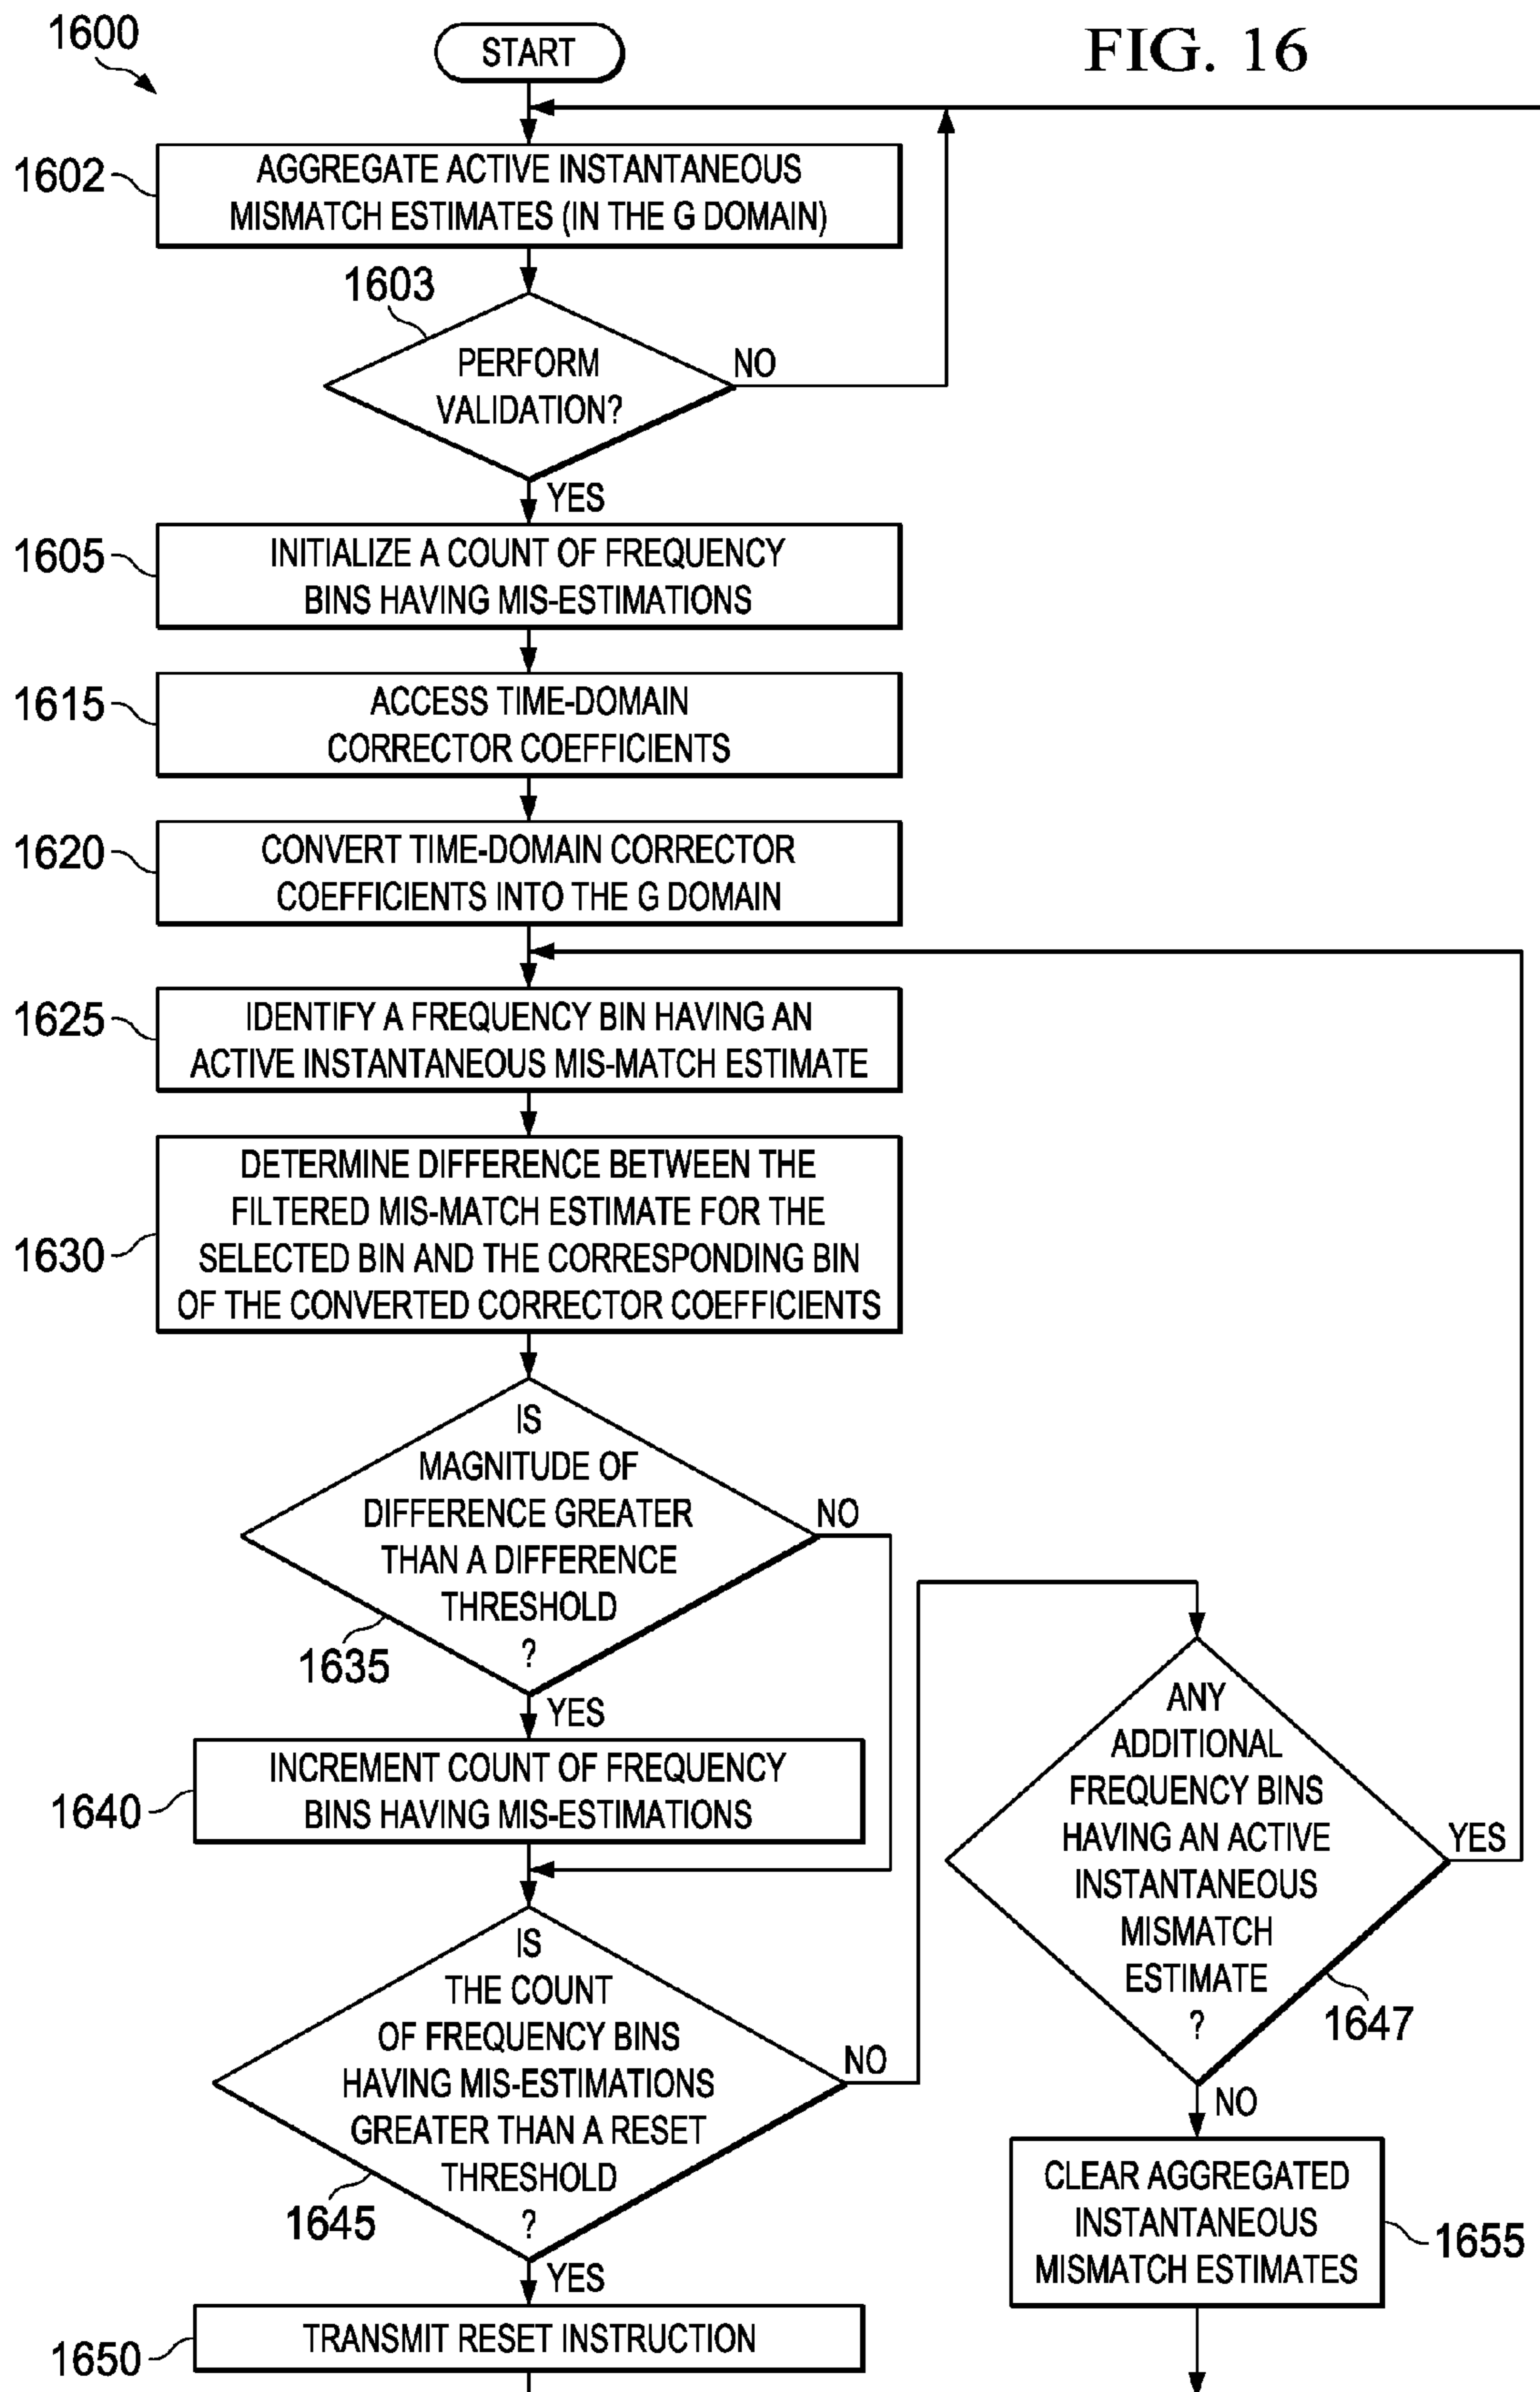 1600
START
FIG. 16
1602
AGGREGATE ACTIVE INSTANTANEOUS
MISMATCH ESTIMATES (IN THE G DOMAIN)
1603
PERFORM
VALIDATION?
NO
YES
1605
INITIALIZE A COUNT OF FREQUENCY
BINS HAVING MIS-ESTIMATIONS
1615
ACCESS TIME-DOMAIN
CORRECTOR COEFFICIENTS
1620
CONVERT TIME-DOMAIN CORRECTOR
COEFFICIENTS INTO THE G DOMAIN
1625
IDENTIFY A FREQUENCY BIN HAVING AN
ACTIVE INSTANTANEOUS MIS-MATCH ESTIMATE
1630
DETERMINE DIFFERENCE BETWEEN THE
FILTERED MIS-MATCH ESTIMATE FOR THE
SELECTED BIN AND THE CORRESPONDING BIN
OF THE CONVERTED CORRECTOR COEFFICIENTS
IS
MAGNITUDE OF
DIFFERENCE GREATER
THAN A DIFFERENCE
THRESHOLD
?
NO
1635
YES
1640
INCREMENT COUNT OF FREQUENCY
BINS HAVING MIS-ESTIMATIONS
IS
THE COUNT
OF FREQUENCY BINS
HAVING MIS-ESTIMATIONS
GREATER THAN A RESET
THRESHOLD
?
NO
1645
YES
1650
TRANSMIT RESET INSTRUCTION
ANY
ADDITIONAL
FREQUENCY BINS
HAVING AN ACTIVE
INSTANTANEOUS
MISMATCH
ESTIMATE
?
YES
1647
NO
CLEAR AGGREGATED
INSTANTANEOUS
MISMATCH ESTIMATES
1655